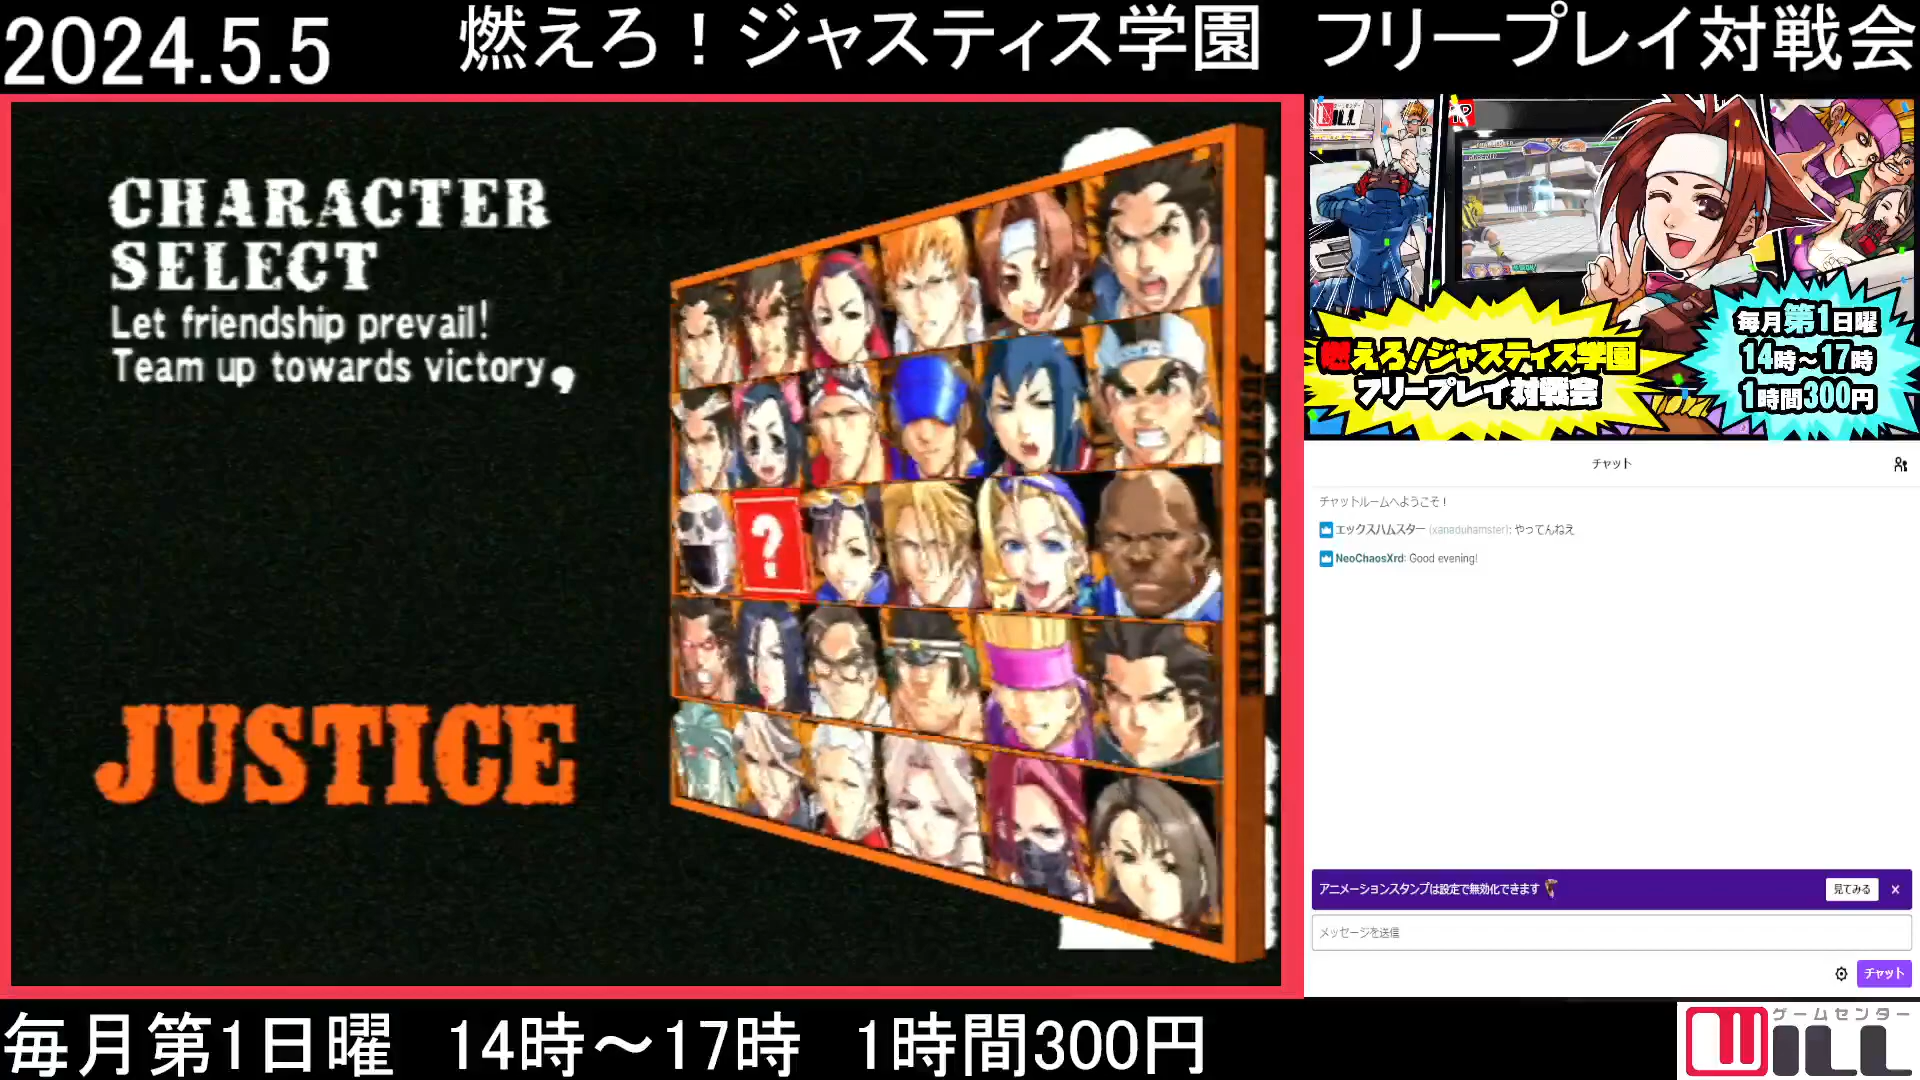 2024.5.5 燃えろ！ジャスティス学園 フリープレイ対戦会
CHARACTER
SELECT
Let friendship prevail!
Team up towards victory,
JUSTICE
?
燃えろ！ジャスティス学園
フリープレイ対戦会
毎月第1日曜
14時～17時
1時間300円
チャット
チャットルームへようこそ！
エックスハムスター (xanaduhamster): やってんねえ
NeoChaosXrd: Good evening!
アニメーションスタンプは設定で無効化できます
見てみる
メッセージを送信
チャット
毎月第1日曜 14時～17時 1時間300円
ゲームセンター
WILL